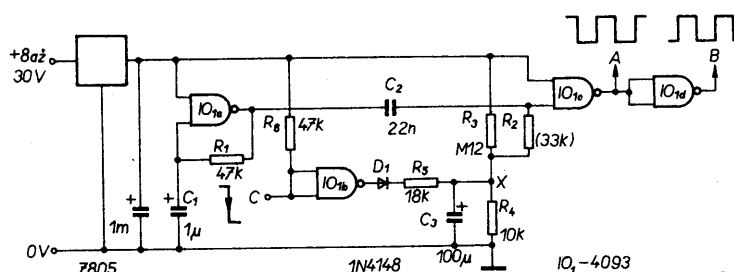 +8až
30V
0V
7805
1m
+
C1
1µ
+
IO1a
R1
47k
R6
47k
C
IO1b
D1
1N4148
R5
18k
C2
22n
C3
100µ
+
R3
M12
R2
(33k)
X
R4
10k
IO1c
A
IO1d
B
IO1-4093